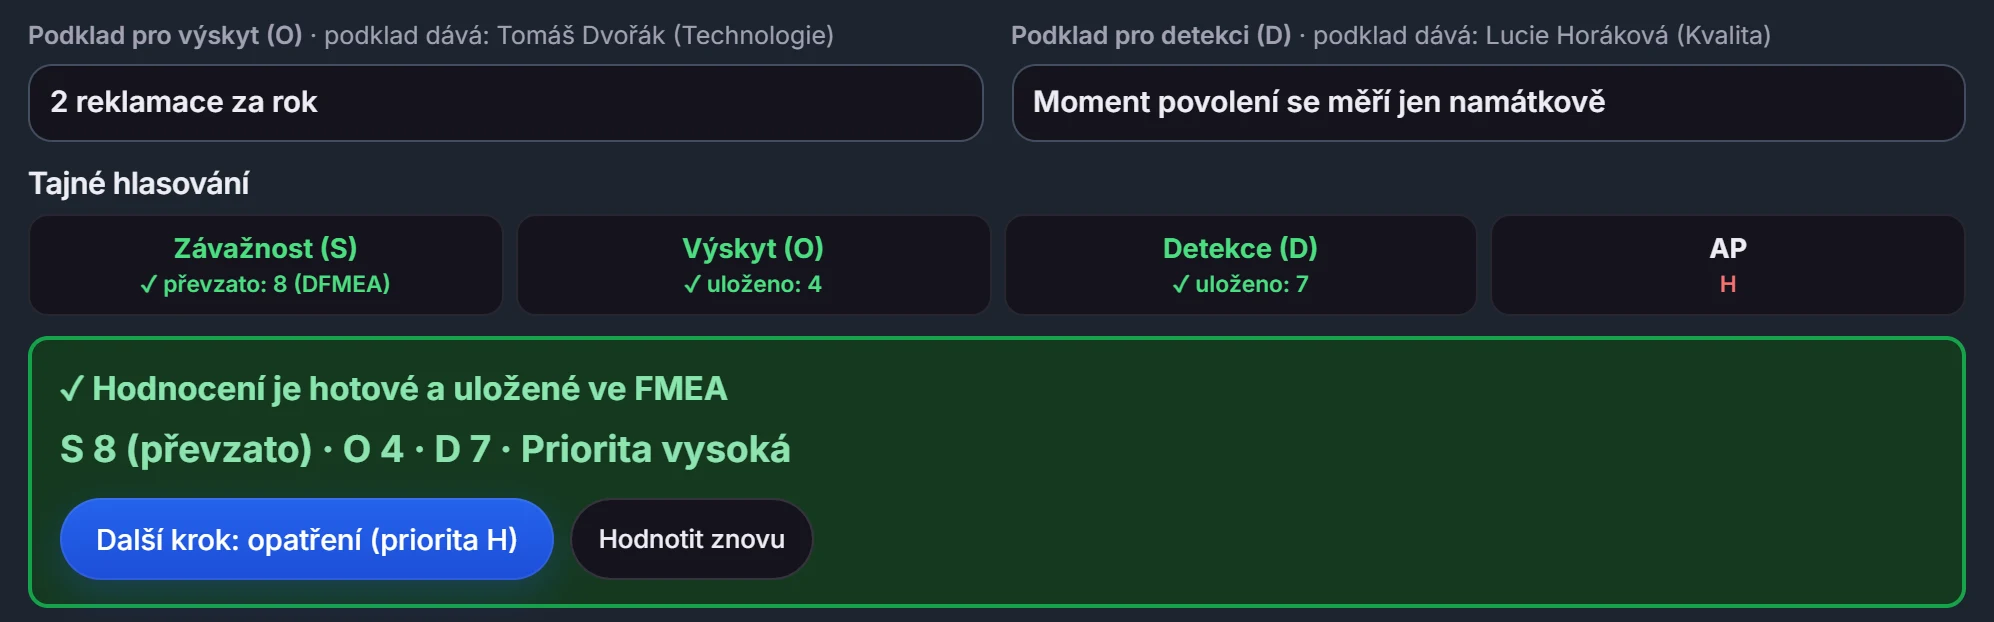 Podklad pro výskyt (O) · podklad dává: Tomáš Dvořák (Technologie)
2 reklamace za rok
Podklad pro detekci (D) · podklad dává: Lucie Horáková (Kvalita)
Moment povolení se měří jen namátkově
Tajné hlasování
Závažnost (S)
✓ převzato: 8 (DFMEA)
Výskyt (O)
✓ uloženo: 4
Detekce (D)
✓ uloženo: 7
AP
H
✓ Hodnocení je hotové a uložené ve FMEA
S 8 (převzato) · O 4 · D 7 · Priorita vysoká
Další krok: opatření (priorita H)
Hodnotit znovu